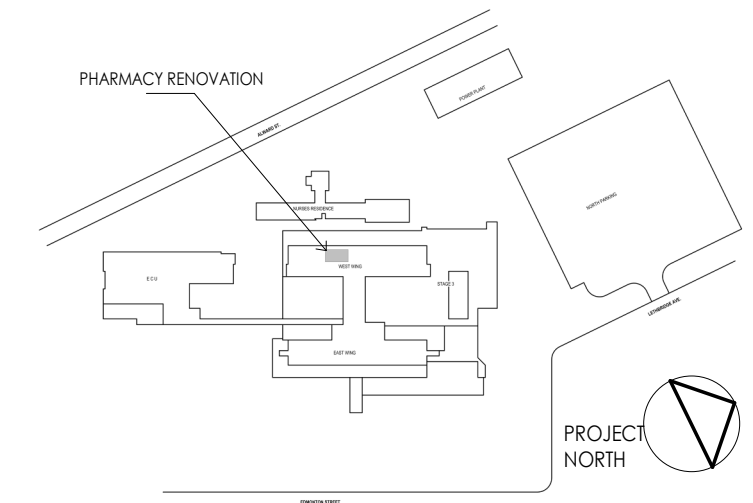 PHARMACY RENOVATION
POWER PLANT
ALWARD ST.
NORTH PARKING
NURSES RESIDENCE
WEST WING
E C U
STAGE 3
LETHBRIDGE AVE.
EAST WING
PROJECT
NORTH
EDMONTON STREET